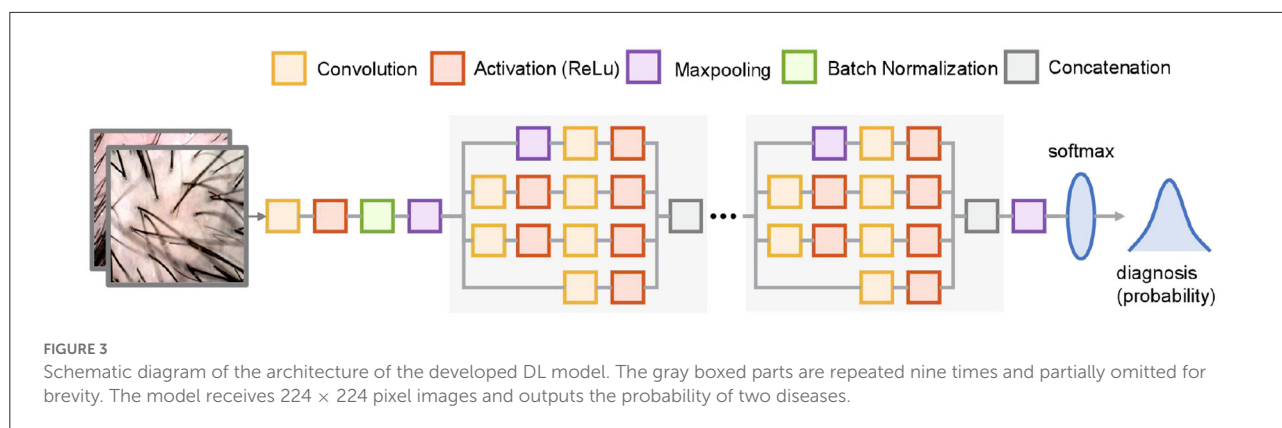 Convolution Activation (ReLu) Maxpooling Batch Normalization Concatenation
softmax
diagnosis
(probability)
FIGURE 3
Schematic diagram of the architecture of the developed DL model. The gray boxed parts are repeated nine times and partially omitted for
brevity. The model receives 224 × 224 pixel images and outputs the probability of two diseases.